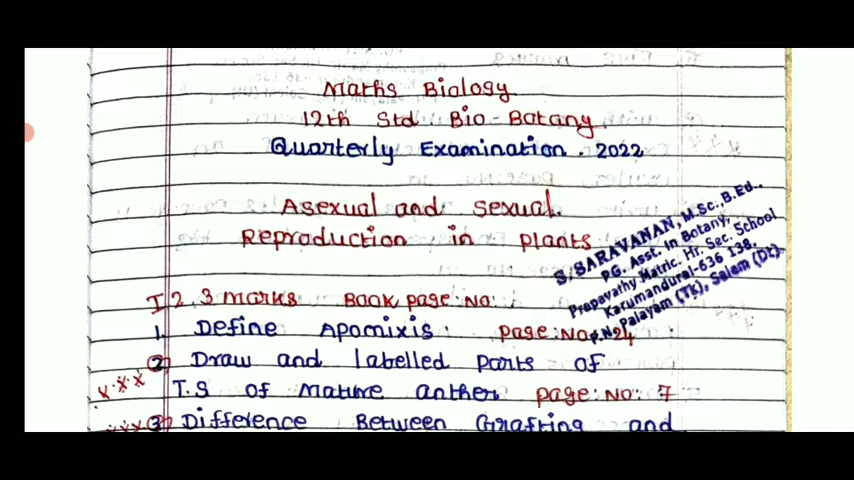 Maths Biology
12th Std Bio-Botany
Quarterly Examination. 2022
Asexual and sexual.
Reproduction in plants
S. SARAVANAN, M.Sc., B.Ed.,
P.G. Asst. in Botany,
Matric. Hr. Sec. School
Karumandurai-636 138.
P.N. Palayam (Tk), Salem (Dt).
I 2, 3 marks Book page: No:
1. Define Apomixis: page: No: 24
2) Draw and labelled parts of
T.S of mature anther page: No: 7
3) Difference Between Grafting and